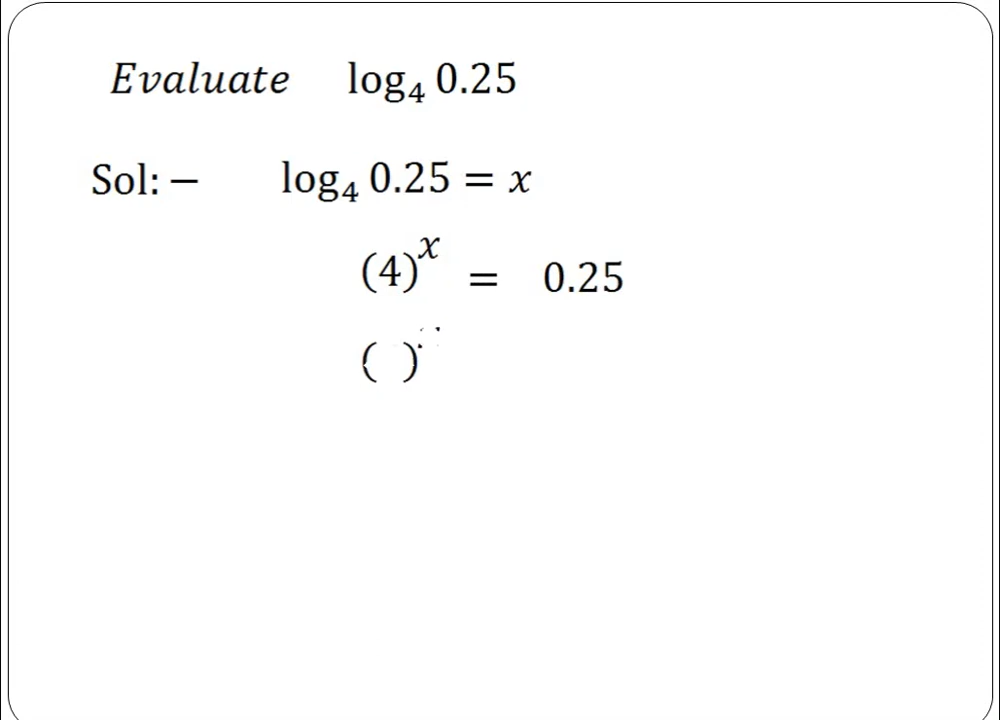 Evaluate log₄ 0.25
Sol: − log₄ 0.25 = x
(4)ˣ = 0.25
( )